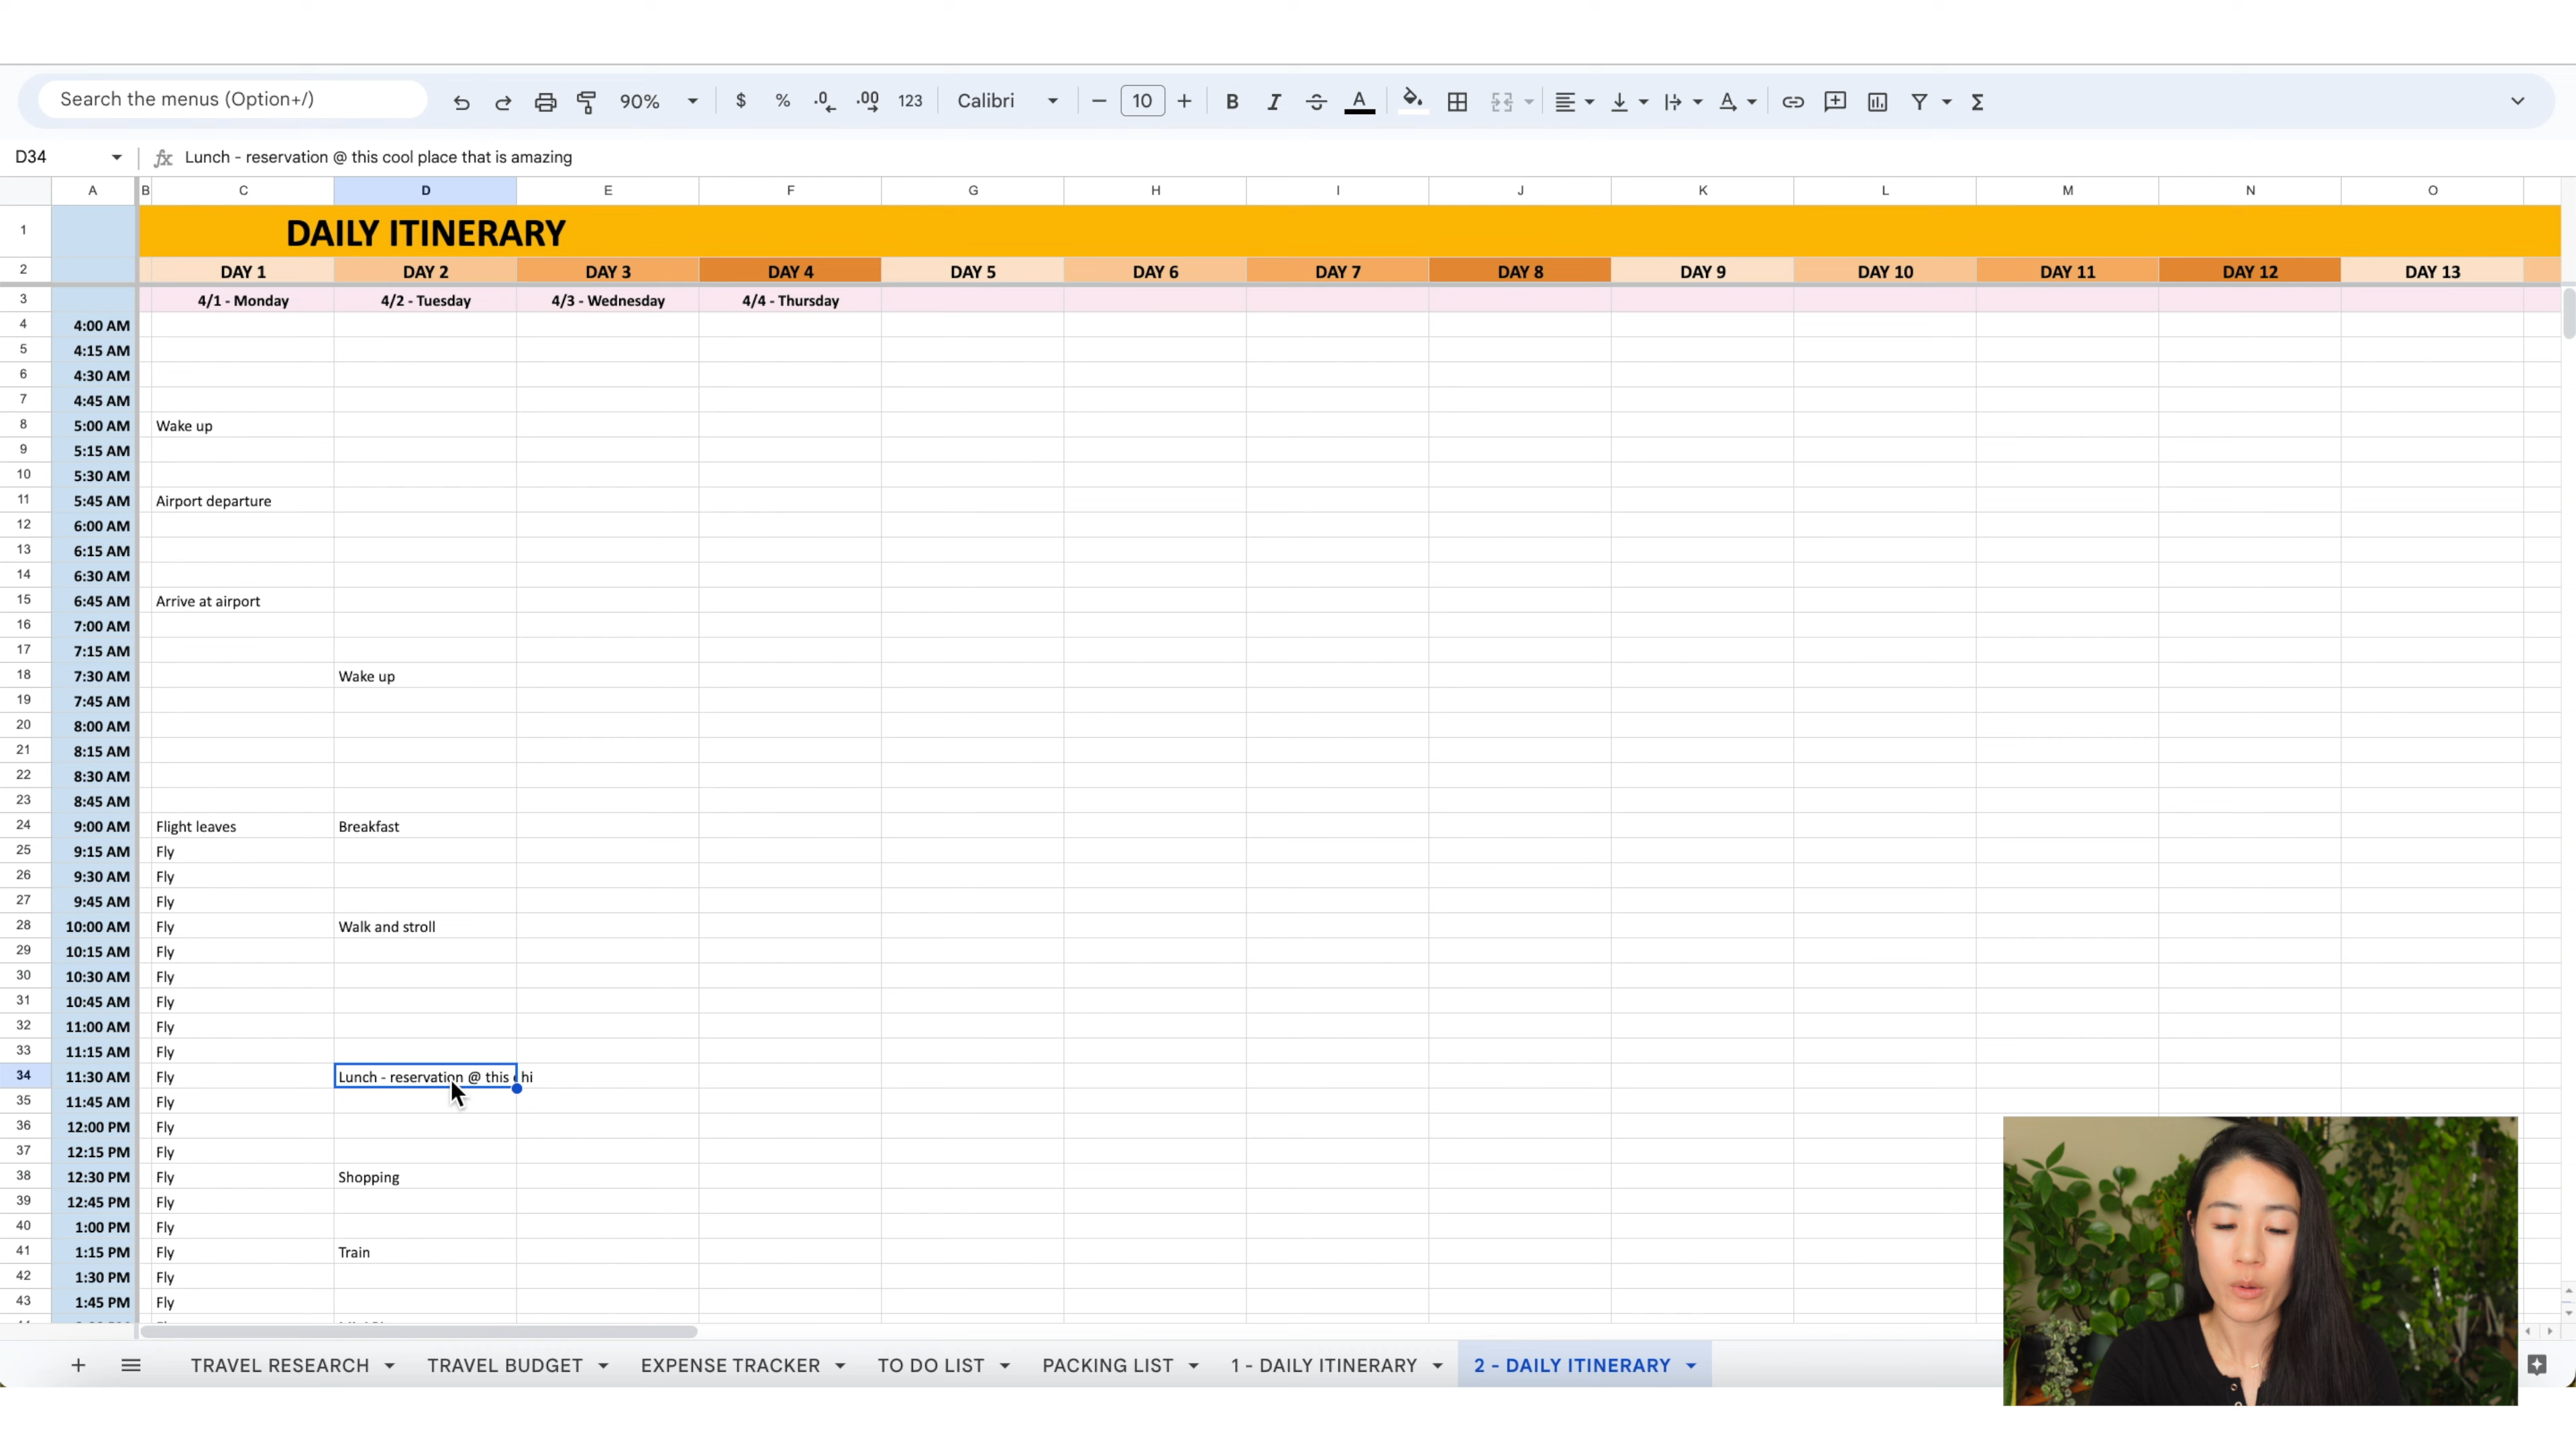 Search the menus (Option+/) 90% $ % .0 .00 123 Calibri 10 B I A Σ
D34 fx Lunch - reservation @ this cool place that is amazing
A B C D E F G H I J K L M N O
1 DAILY ITINERARY
2 DAY 1 DAY 2 DAY 3 DAY 4 DAY 5 DAY 6 DAY 7 DAY 8 DAY 9 DAY 10 DAY 11 DAY 12 DAY 13
3 4/1 - Monday 4/2 - Tuesday 4/3 - Wednesday 4/4 - Thursday
4 4:00 AM
5 4:15 AM
6 4:30 AM
7 4:45 AM
8 5:00 AM Wake up
9 5:15 AM
10 5:30 AM
11 5:45 AM Airport departure
12 6:00 AM
13 6:15 AM
14 6:30 AM
15 6:45 AM Arrive at airport
16 7:00 AM
17 7:15 AM
18 7:30 AM Wake up
19 7:45 AM
20 8:00 AM
21 8:15 AM
22 8:30 AM
23 8:45 AM
24 9:00 AM Flight leaves Breakfast
25 9:15 AM Fly
26 9:30 AM Fly
27 9:45 AM Fly
28 10:00 AM Fly Walk and stroll
29 10:15 AM Fly
30 10:30 AM Fly
31 10:45 AM Fly
32 11:00 AM Fly
33 11:15 AM Fly
34 11:30 AM Fly Lunch - reservation @ this
35 11:45 AM Fly
36 12:00 PM Fly
37 12:15 PM Fly
38 12:30 PM Fly Shopping
39 12:45 PM Fly
40 1:00 PM Fly
41 1:15 PM Fly Train
42 1:30 PM Fly
43 1:45 PM Fly
TRAVEL RESEARCH TRAVEL BUDGET EXPENSE TRACKER TO DO LIST PACKING LIST 1 - DAILY ITINERARY 2 - DAILY ITINERARY